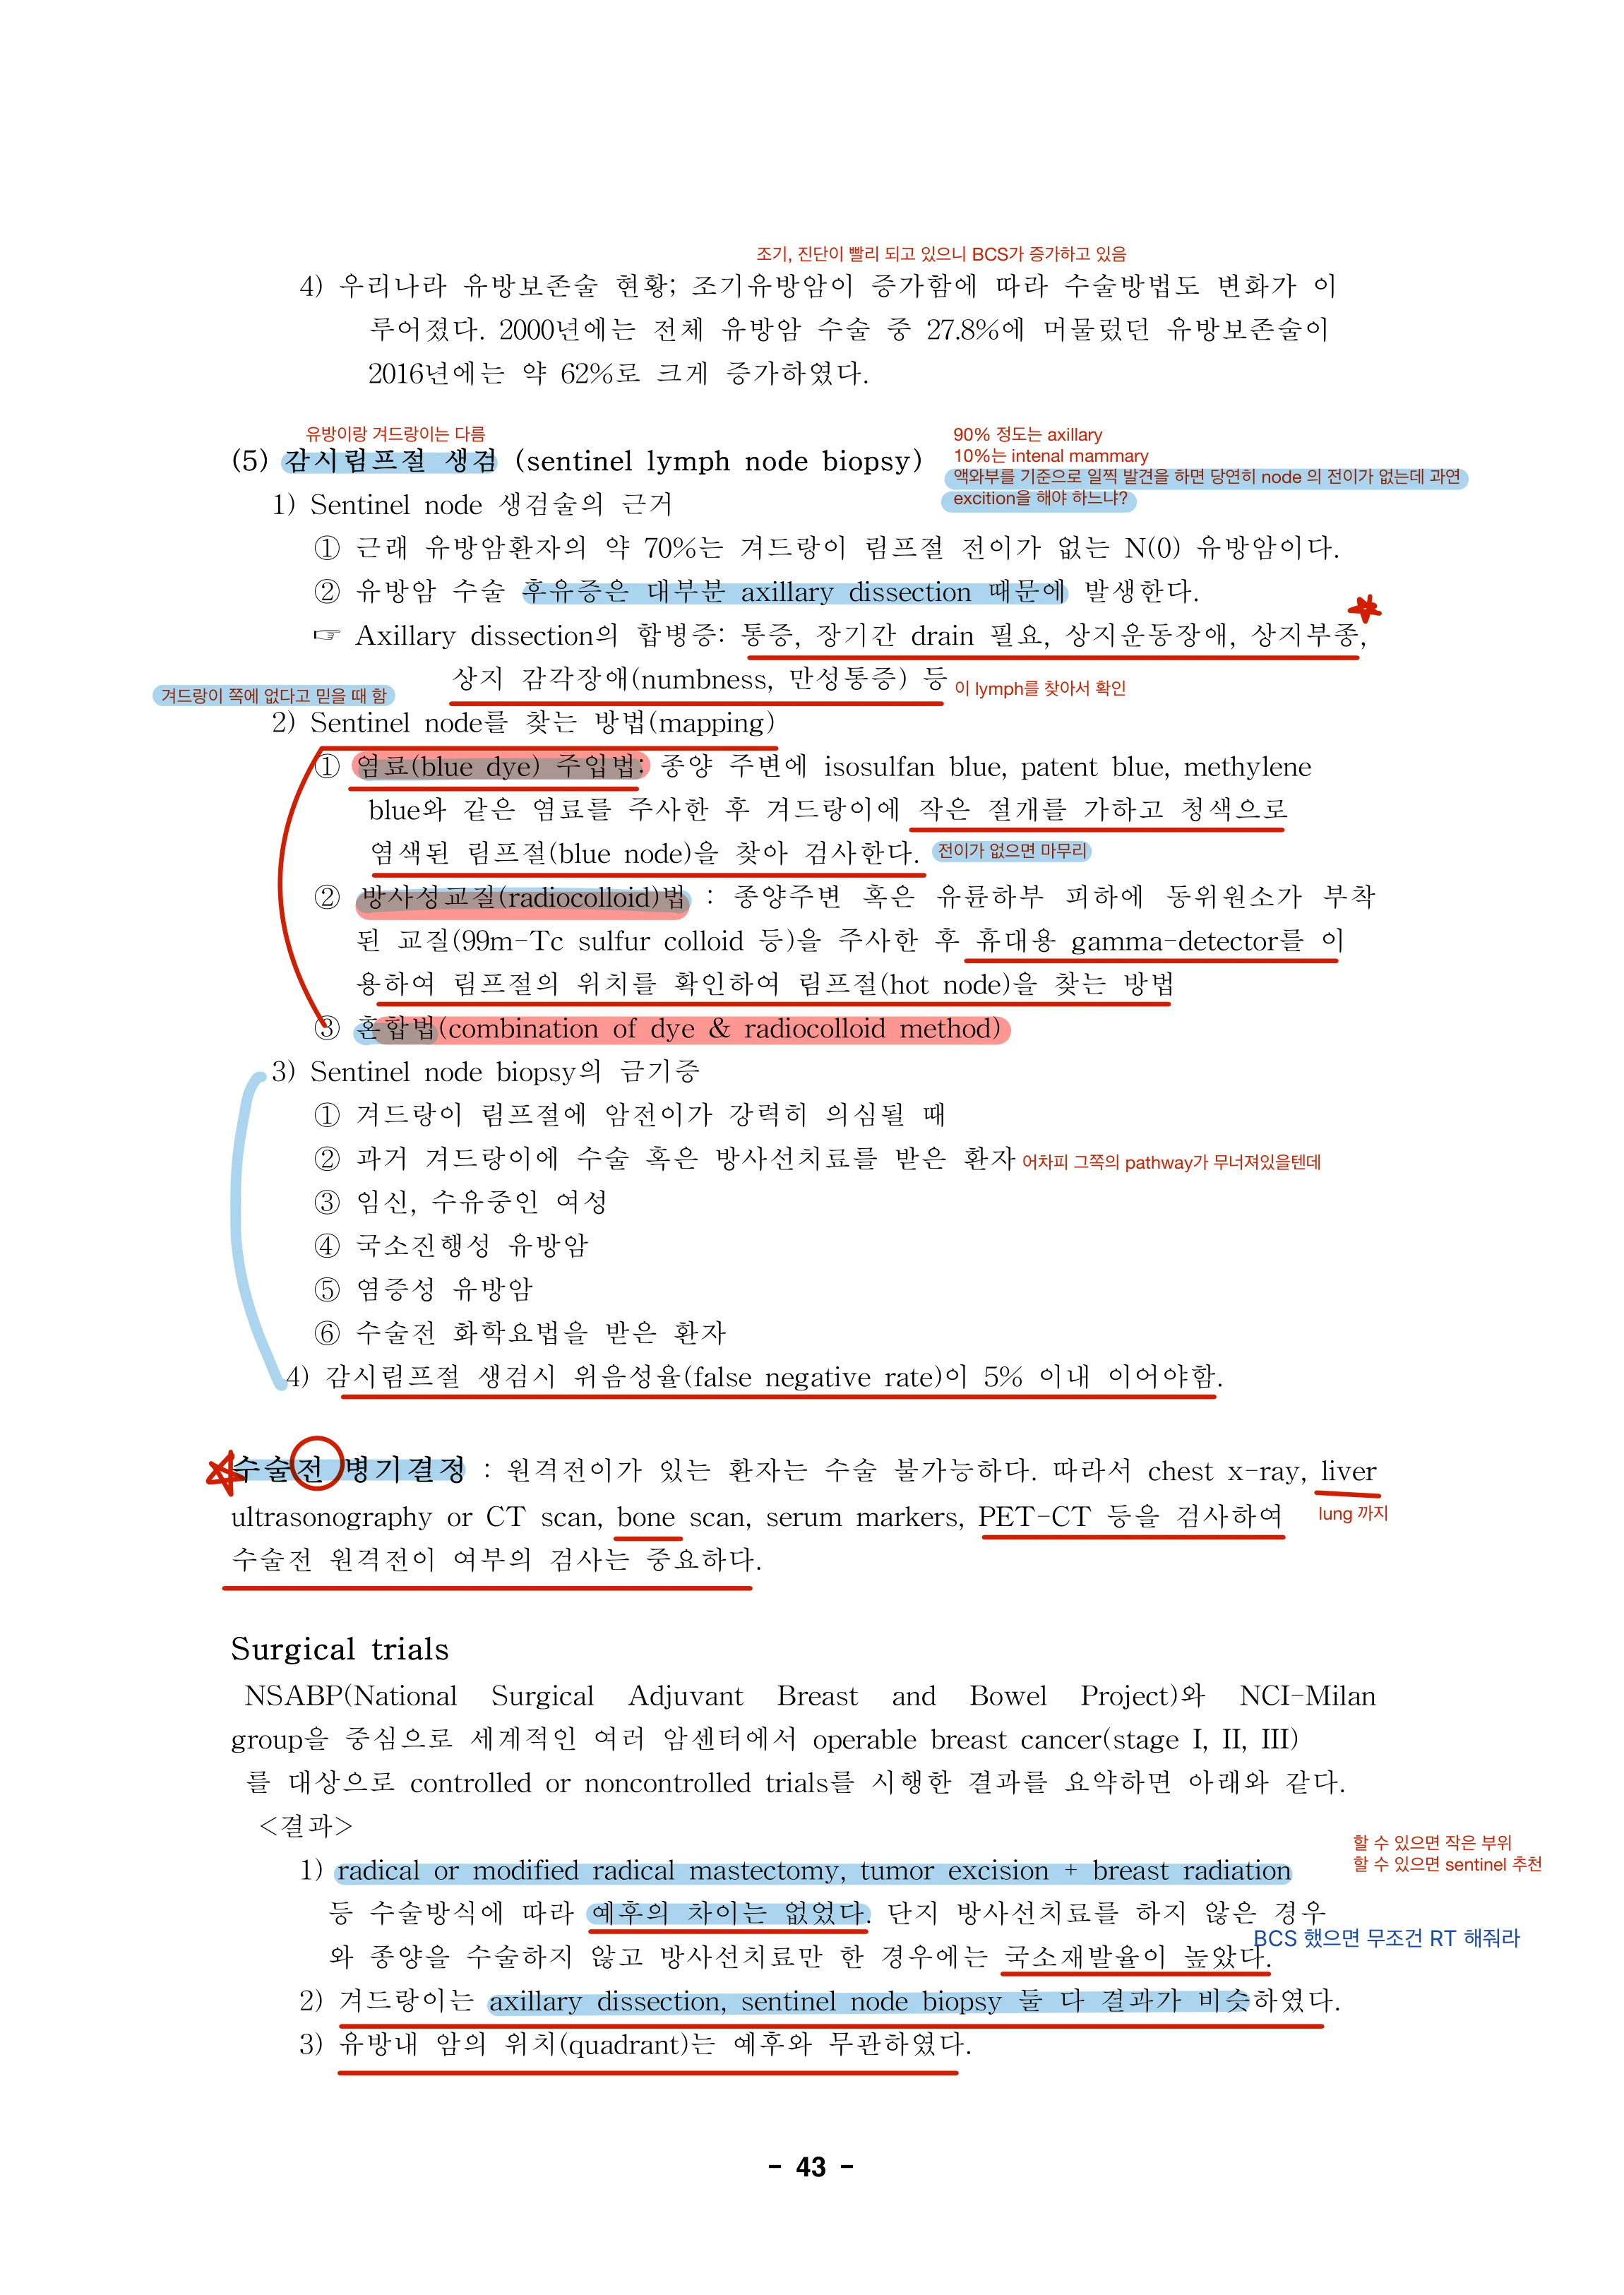 조기, 진단이 빨리 되고 있으니 BCS가 증가하고 있음
4) 우리나라 유방보존술 현황; 조기유방암이 증가함에 따라 수술방법도 변화가 이
루어졌다. 2000년에는 전체 유방암 수술 중 27.8%에 머물렀던 유방보존술이
2016년에는 약 62%로 크게 증가하였다.
유방이랑 겨드랑이는 다름
(5) 감시림프절 생검 (sentinel lymph node biopsy)
90% 정도는 axillary
10%는 intenal mammary
액와부를 기준으로 일찍 발견을 하면 당연히 node 의 전이가 없는데 과연
excition을 해야 하느냐?
1) Sentinel node 생검술의 근거
① 근래 유방암환자의 약 70%는 겨드랑이 림프절 전이가 없는 N(0) 유방암이다.
② 유방암 수술 후유증은 대부분 axillary dissection 때문에 발생한다.
☞ Axillary dissection의 합병증: 통증, 장기간 drain 필요, 상지운동장애, 상지부종,
상지 감각장애(numbness, 만성통증) 등
이 lymph를 찾아서 확인
겨드랑이 쪽에 없다고 믿을 때 함
2) Sentinel node를 찾는 방법(mapping)
① 염료(blue dye) 주입법: 종양 주변에 isosulfan blue, patent blue, methylene
blue와 같은 염료를 주사한 후 겨드랑이에 작은 절개를 가하고 청색으로
염색된 림프절(blue node)을 찾아 검사한다. 전이가 없으면 마무리
② 방사성교질(radiocolloid)법 : 종양주변 혹은 유륜하부 피하에 동위원소가 부착
된 교질(99m-Tc sulfur colloid 등)을 주사한 후 휴대용 gamma-detector를 이
용하여 림프절의 위치를 확인하여 림프절(hot node)을 찾는 방법
③ 혼합법(combination of dye & radiocolloid method)
3) Sentinel node biopsy의 금기증
① 겨드랑이 림프절에 암전이가 강력히 의심될 때
② 과거 겨드랑이에 수술 혹은 방사선치료를 받은 환자 어차피 그쪽의 pathway가 무너져있을텐데
③ 임신, 수유중인 여성
④ 국소진행성 유방암
⑤ 염증성 유방암
⑥ 수술전 화학요법을 받은 환자
4) 감시림프절 생검시 위음성율(false negative rate)이 5% 이내 이어야함.
수술전 병기결정 : 원격전이가 있는 환자는 수술 불가능하다. 따라서 chest x-ray, liver
ultrasonography or CT scan, bone scan, serum markers, PET-CT 등을 검사하여
lung 까지
수술전 원격전이 여부의 검사는 중요하다.
Surgical trials
NSABP(National Surgical Adjuvant Breast and Bowel Project)와 NCI-Milan
group을 중심으로 세계적인 여러 암센터에서 operable breast cancer(stage I, II, III)
를 대상으로 controlled or noncontrolled trials를 시행한 결과를 요약하면 아래와 같다.
<결과>
할 수 있으면 작은 부위
할 수 있으면 sentinel 추천
1) radical or modified radical mastectomy, tumor excision + breast radiation
등 수술방식에 따라 예후의 차이는 없었다. 단지 방사선치료를 하지 않은 경우
BCS 했으면 무조건 RT 해줘라
와 종양을 수술하지 않고 방사선치료만 한 경우에는 국소재발율이 높았다.
2) 겨드랑이는 axillary dissection, sentinel node biopsy 둘 다 결과가 비슷하였다.
3) 유방내 암의 위치(quadrant)는 예후와 무관하였다.
- 43 -